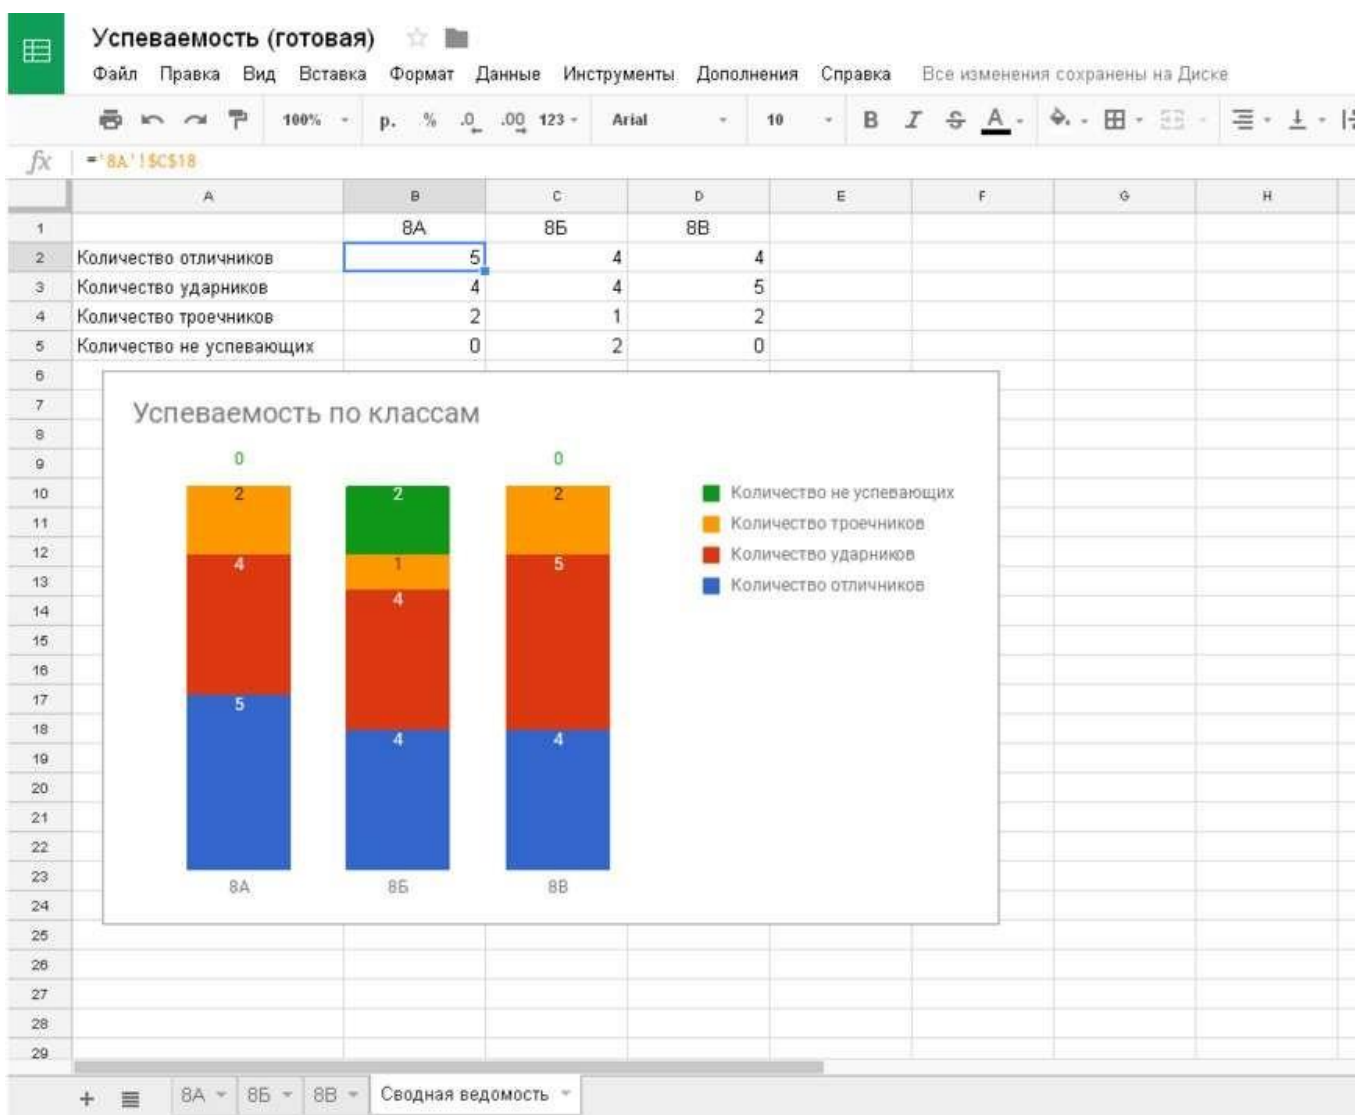 Успеваемость (готовая)
Файл Правка Вид Вставка Формат Данные Инструменты Дополнения Справка Все изменения сохранены на Диске
100% р. % .0 .00 123 Arial 10 B I S A
fx ='8А'!$C$18
A B C D E F G H
1 8А 8Б 8В
2 Количество отличников 5 4 4
3 Количество ударников 4 4 5
4 Количество троечников 2 1 2
5 Количество не успевающих 0 2 0
6
7
8
9
10
11
12
13
14
15
16
17
18
19
20
21
22
23
24
25
26
27
28
29
Успеваемость по классам
0 0
2 2 2
4 1 5
4
5 4 4
8А 8Б 8В
Количество не успевающих
Количество троечников
Количество ударников
Количество отличников
+ 8А 8Б 8В Сводная ведомость